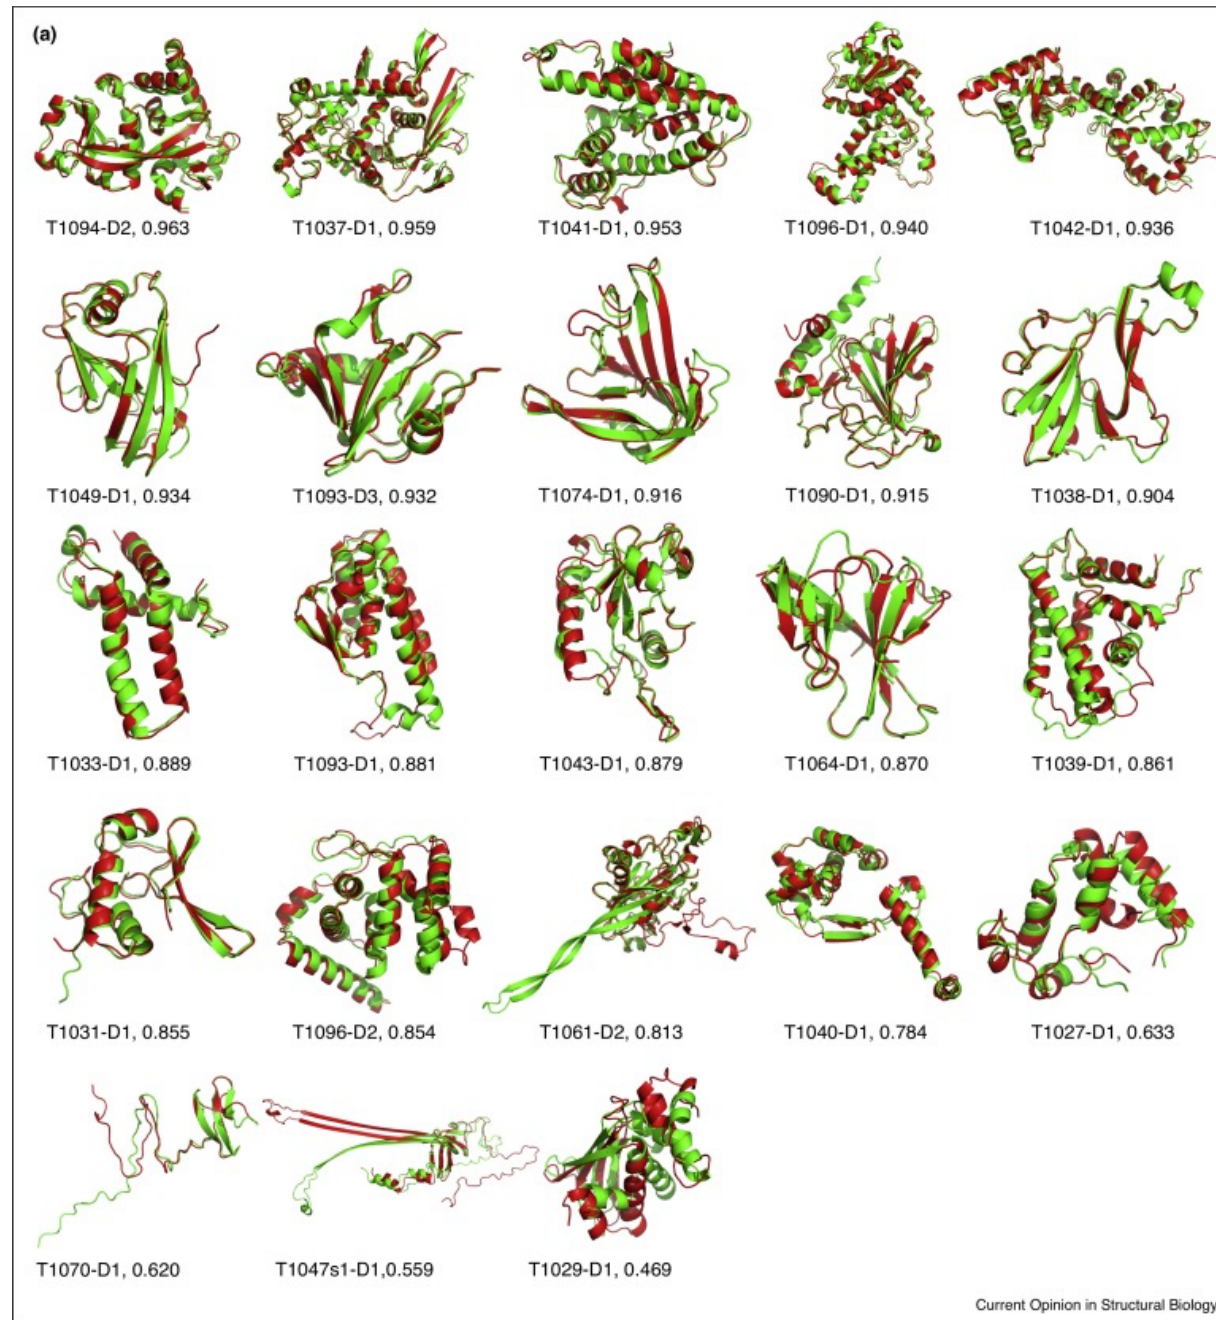 (a)
T1094-D2, 0.963
T1037-D1, 0.959
T1041-D1, 0.953
T1096-D1, 0.940
T1042-D1, 0.936
T1049-D1, 0.934
T1093-D3, 0.932
T1074-D1, 0.916
T1090-D1, 0.915
T1038-D1, 0.904
T1033-D1, 0.889
T1093-D1, 0.881
T1043-D1, 0.879
T1064-D1, 0.870
T1039-D1, 0.861
T1031-D1, 0.855
T1096-D2, 0.854
T1061-D2, 0.813
T1040-D1, 0.784
T1027-D1, 0.633
T1070-D1, 0.620
T1047s1-D1,0.559
T1029-D1, 0.469
Current Opinion in Structural Biology